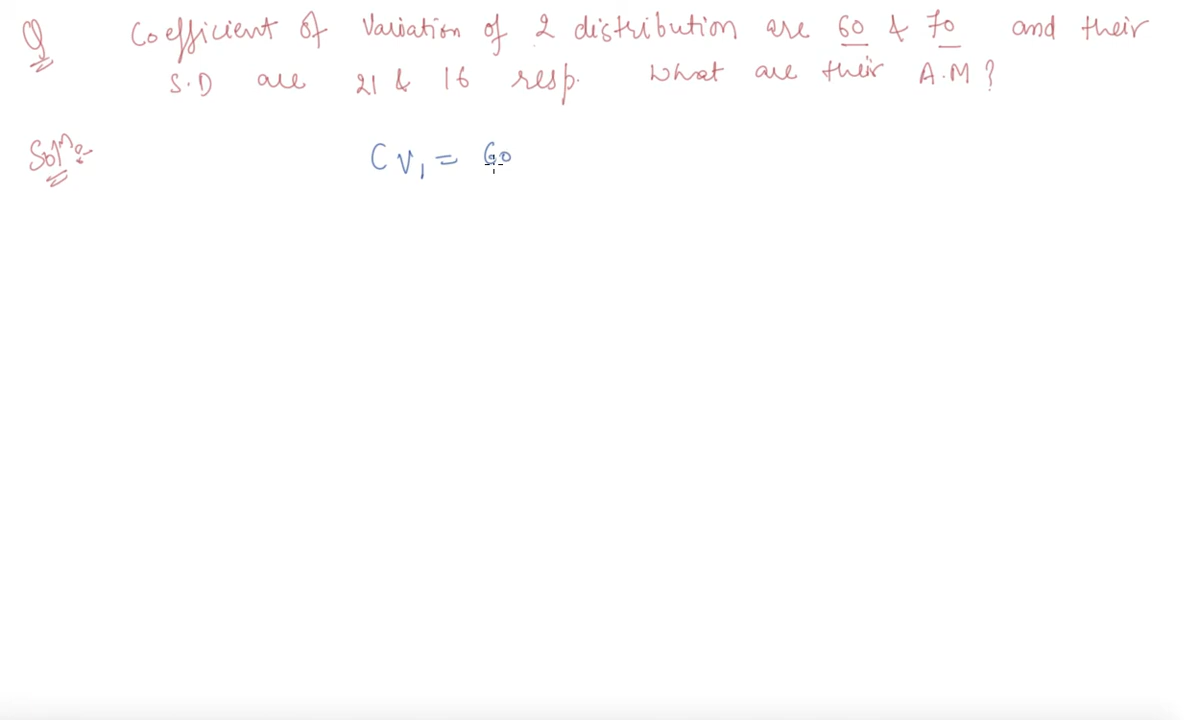 Q Coefficient of Variation of 2 distribution are 60 & 70 and their
S.D are 21 & 16 resp. What are their A.M?
Solⁿ:-
CV₁ = 60